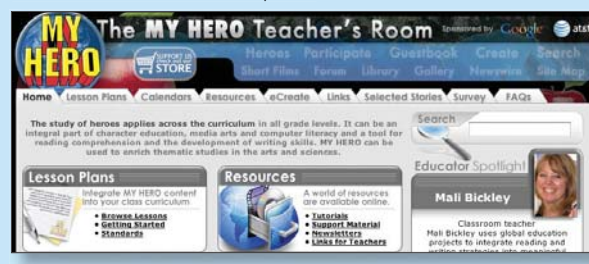 MY HERO
The MY HERO Teacher's Room
Sponsored by Google at&t
SUPPORT US
STORE
Heroes Participate Guestbook Create Search
Short Films Forum Library Gallery Newswire Site Map
Home Lesson Plans Calendars Resources eCreate Links Selected Stories Survey FAQs
The study of heroes applies across the curriculum in all grade levels. It can be an
integral part of character education, media arts and computer literacy and a tool for
reading comprehension and the development of writing skills. MY HERO can be
used to enrich thematic studies in the arts and sciences.
Search
Educator Spotlight
Lesson Plans
Integrate MY HERO content
into your class curriculum
• Browse Lessons
• Getting Started
• Standards
Resources
A world of resources
are available online.
• Tutorials
• Support Material
• Newsletters
• Links for Teachers
Mali Bickley
Classroom teacher
Mali Bickley uses global education
projects to integrate reading and
writing strategies into meaningful